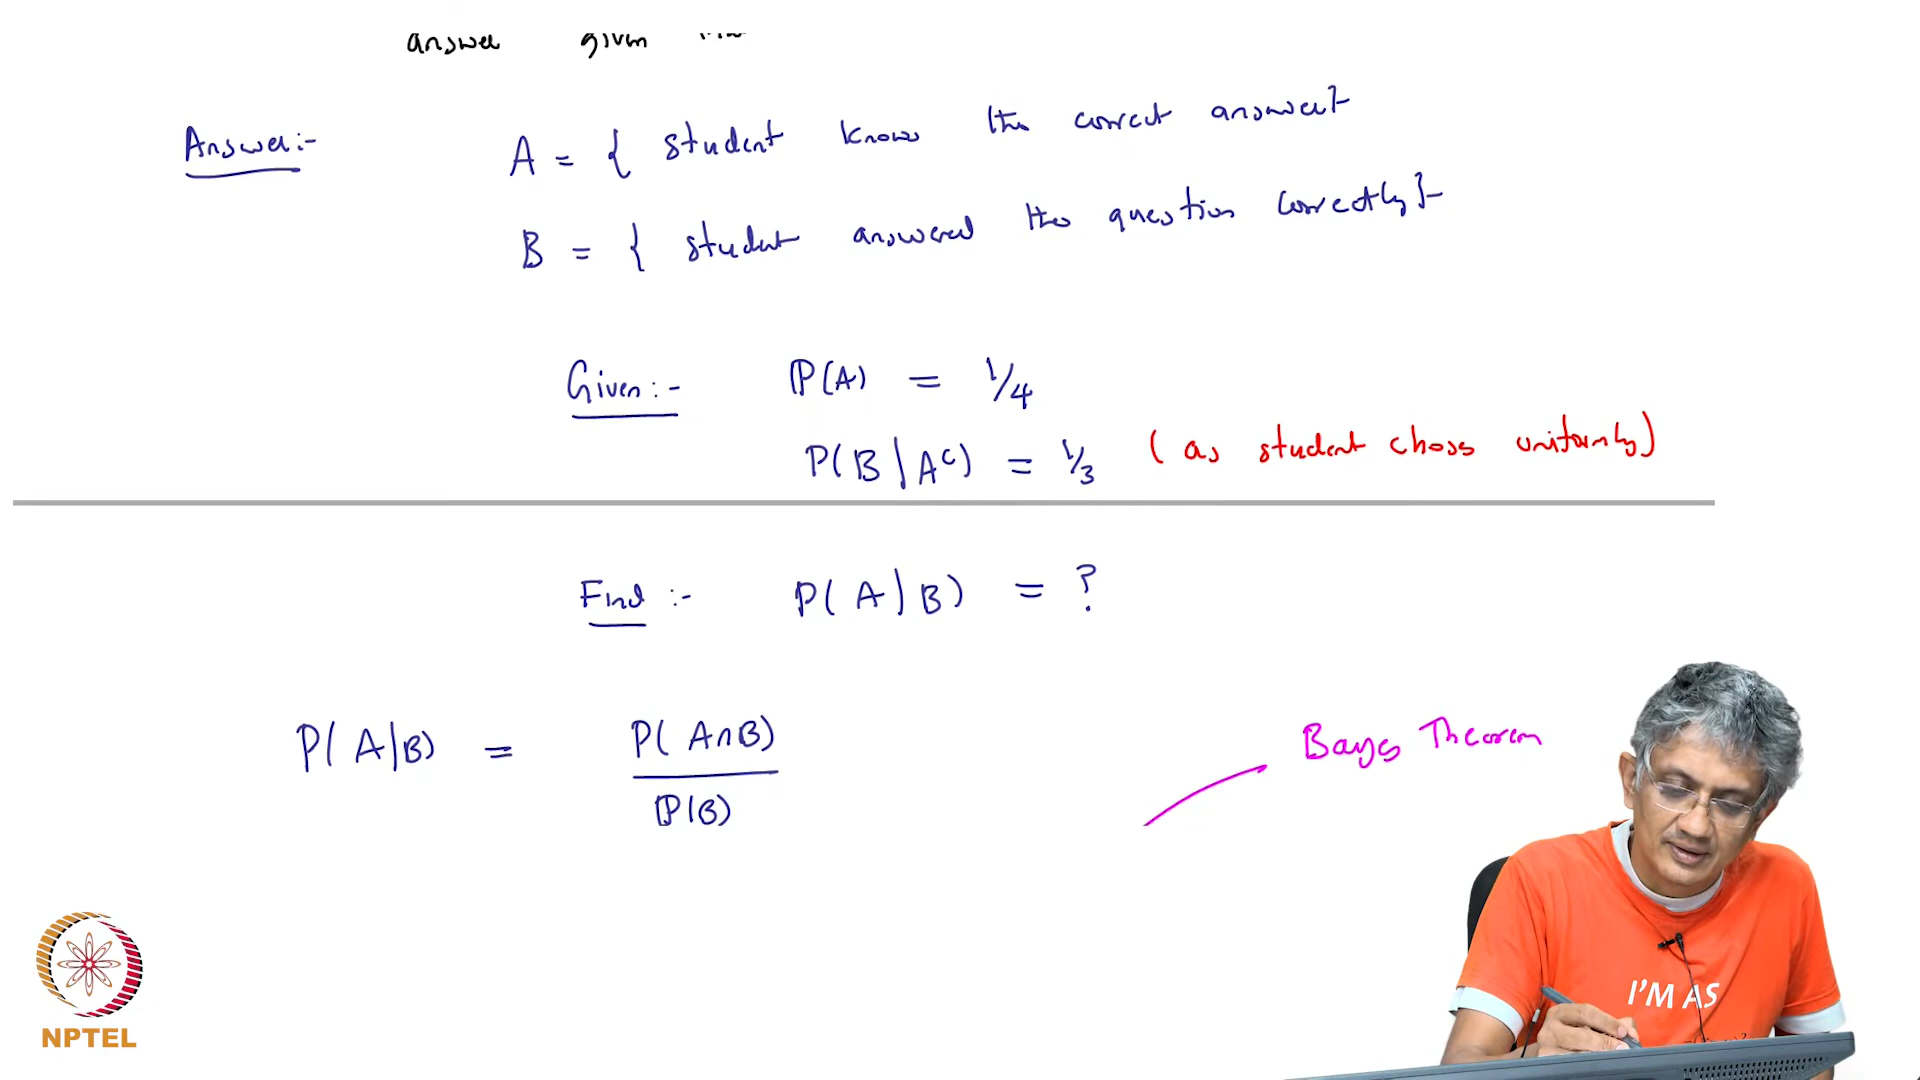 answer given
Answer:-
A = { student knows the correct answer}
B = { student answered the question correctly}
Given :- P(A) = 1/4
P(B | Aᶜ) = 1/3 (as student chose uniformly)
Find :- P(A|B) = ?
P(A|B) = P(A∩B)
P(B)
Bayes Theorem
NPTEL
I'M AS